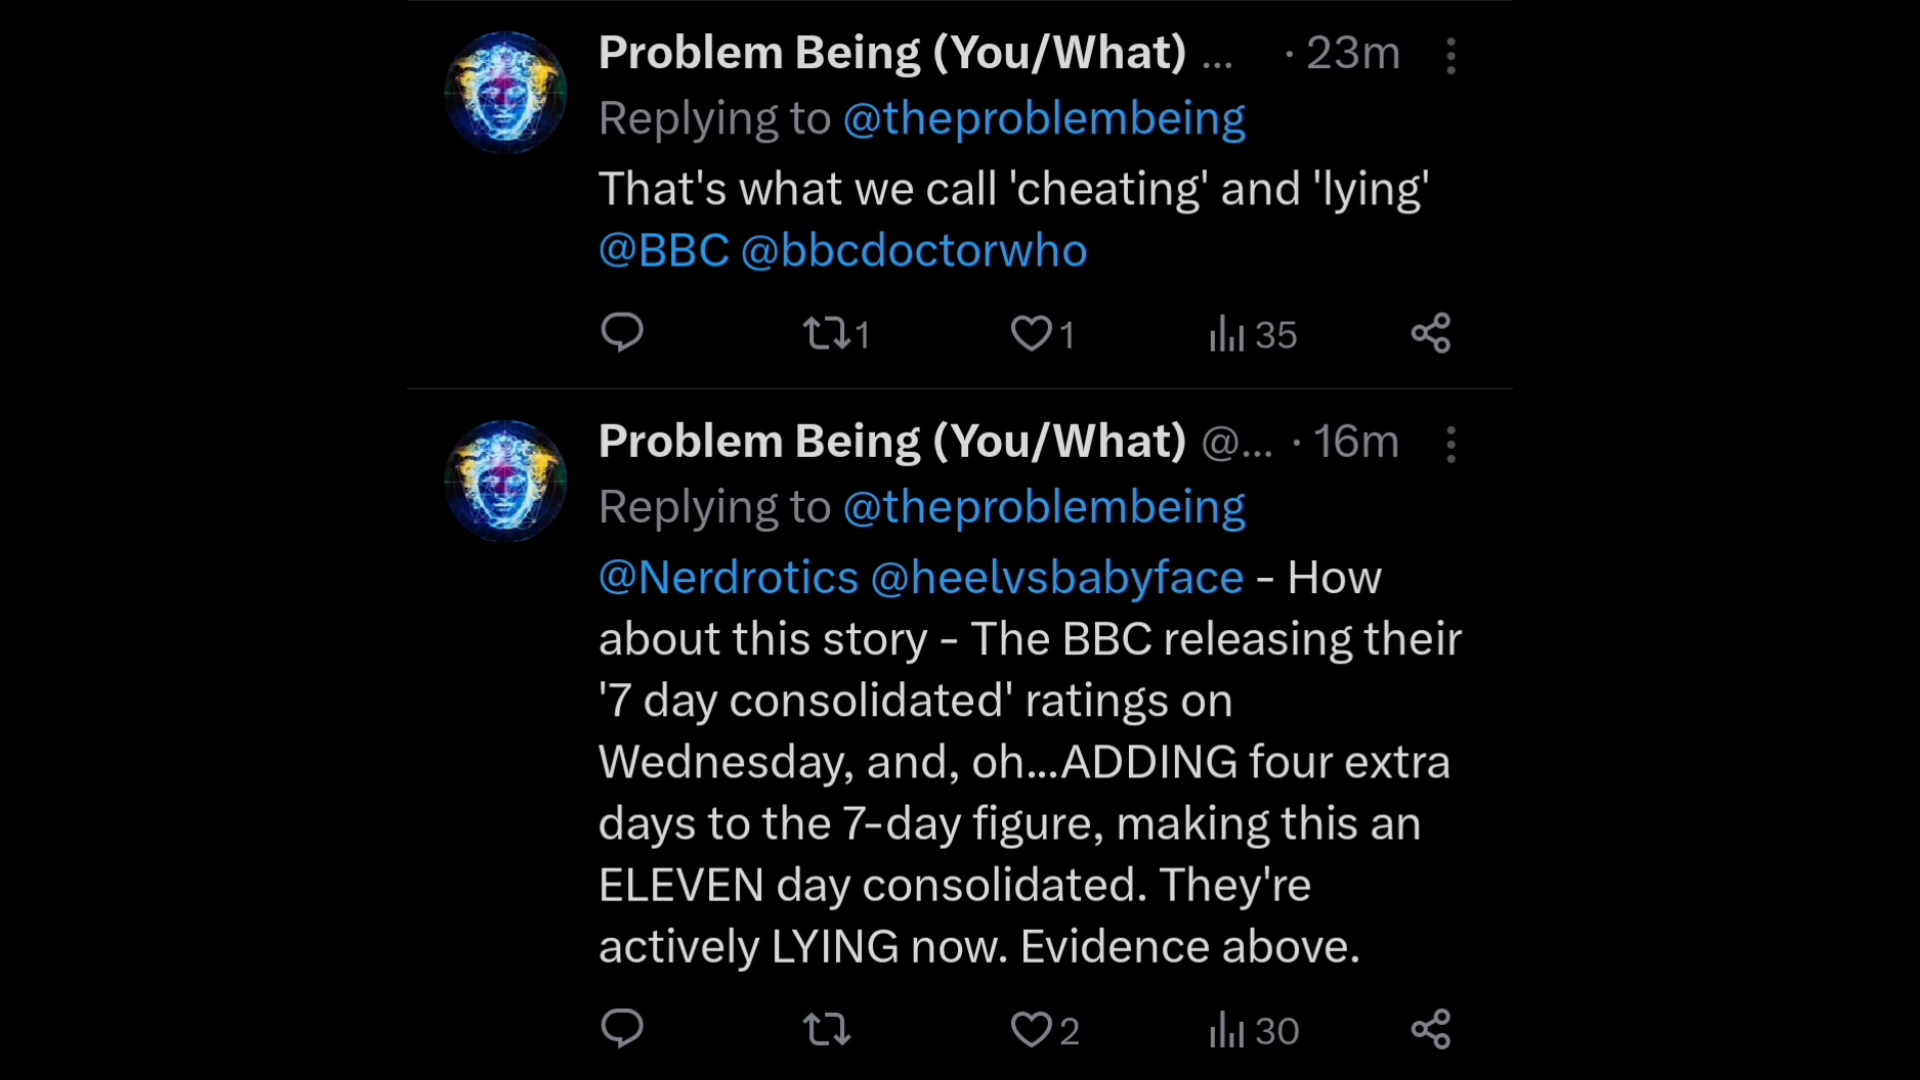 Problem Being (You/What) ... · 23m
Replying to @theproblembeing
That's what we call 'cheating' and 'lying'
@BBC @bbcdoctorwho
1 1 35
Problem Being (You/What) @... · 16m
Replying to @theproblembeing
@Nerdrotics @heelvsbabyface - How
about this story - The BBC releasing their
'7 day consolidated' ratings on
Wednesday, and, oh...ADDING four extra
days to the 7-day figure, making this an
ELEVEN day consolidated. They're
actively LYING now. Evidence above.
2 30